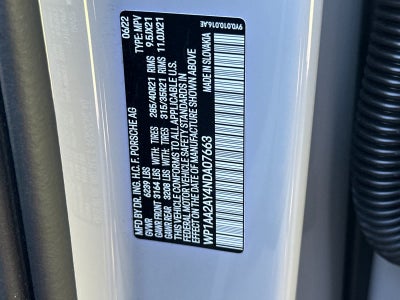 MFD BY DR. ING. H.C. F. PORSCHE AG 06/22
GVWR 6239 LBS TYPE: MPV
GAWR FRONT 3164 LBS WITH: TIRES 285/40R21 RIMS 9.5JX21
GAWR REAR 3208 LBS WITH: TIRES 315/35R21 RIMS 11.0JX21
THIS VEHICLE CONFORMS TO ALL APPLICABLE U.S.
FEDERAL MOTOR VEHICLE SAFETY STANDARDS IN EFFECT
ON THE DATE OF MANUFACTURE SHOWN ABOVE
WP1AA2AY4NDA07663 MADE IN SLOVAKIA
9Y0.010.016.AE